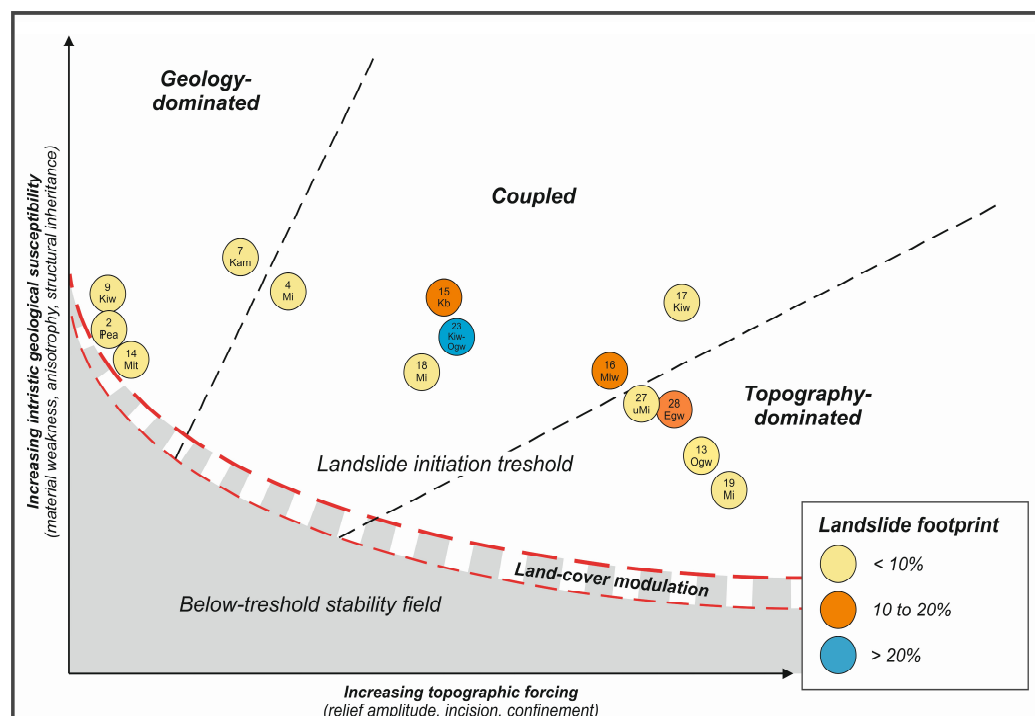 Geology-
dominated
Coupled
Topography-
dominated
7
Kam
4
Mi
9
Kiw
2
Pea
14
Mit
15
Kb
23
Kiw-
Ogw
18
Mi
17
Kiw
16
Mlw
27
uMi
28
Egw
13
Ogw
19
Mi
Landslide initiation treshold
Land-cover modulation
Below-treshold stability field
Landslide footprint
< 10%
10 to 20%
> 20%
Increasing intristic geological susceptibility
(material weakness, anisotrophy, structural inheritance)
Increasing topographic forcing
(relief amplitude, incision, confinement)